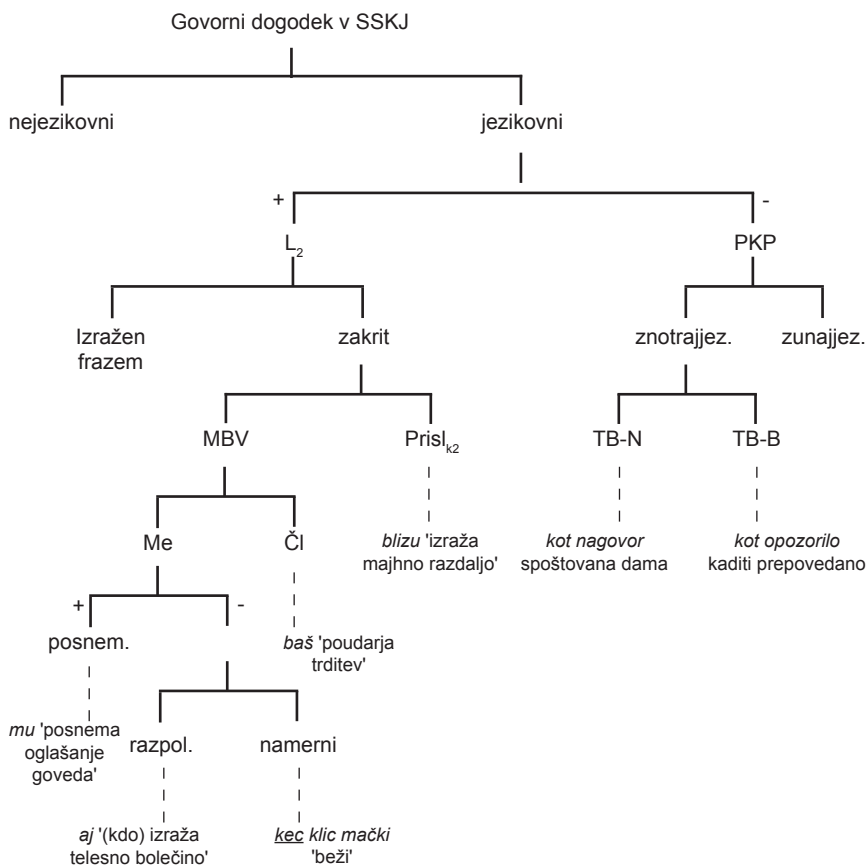 Govorni dogodek v SSKJ
nejezikovni
jezikovni
+
-
L₂
PKP
Izražen
frazem
zakrit
znotrajjez.
zunajjez.
MBV
Prislₖ₂
TB-N
TB-B
Me
Čl
blizu 'izraža
majhno razdaljo'
kot nagovor
spoštovana dama
kot opozorilo
kaditi prepovedano
+
-
posnem.
baš 'poudarja
trditev'
mu 'posnema
oglašanje
goveda'
razpol.
namerni
aj '(kdo) izraža
telesno bolečino'
kec klic mački
'beži'